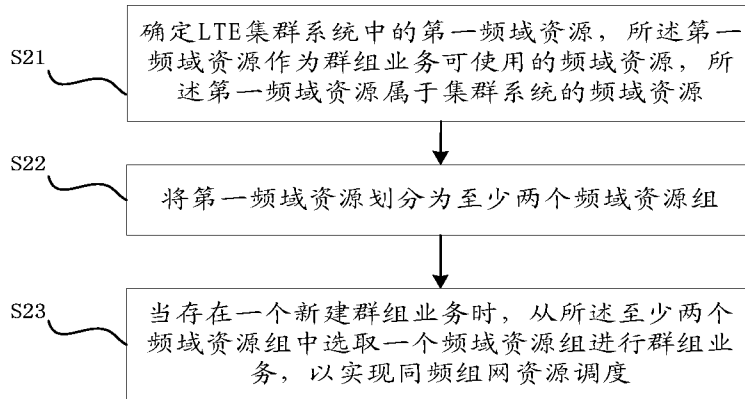 S21
确定LTE集群系统中的第一频域资源，所述第一
频域资源作为群组业务可使用的频域资源，所
述第一频域资源属于集群系统的频域资源
S22
将第一频域资源划分为至少两个频域资源组
S23
当存在一个新建群组业务时，从所述至少两个
频域资源组中选取一个频域资源组进行群组业
务，以实现同频组网资源调度